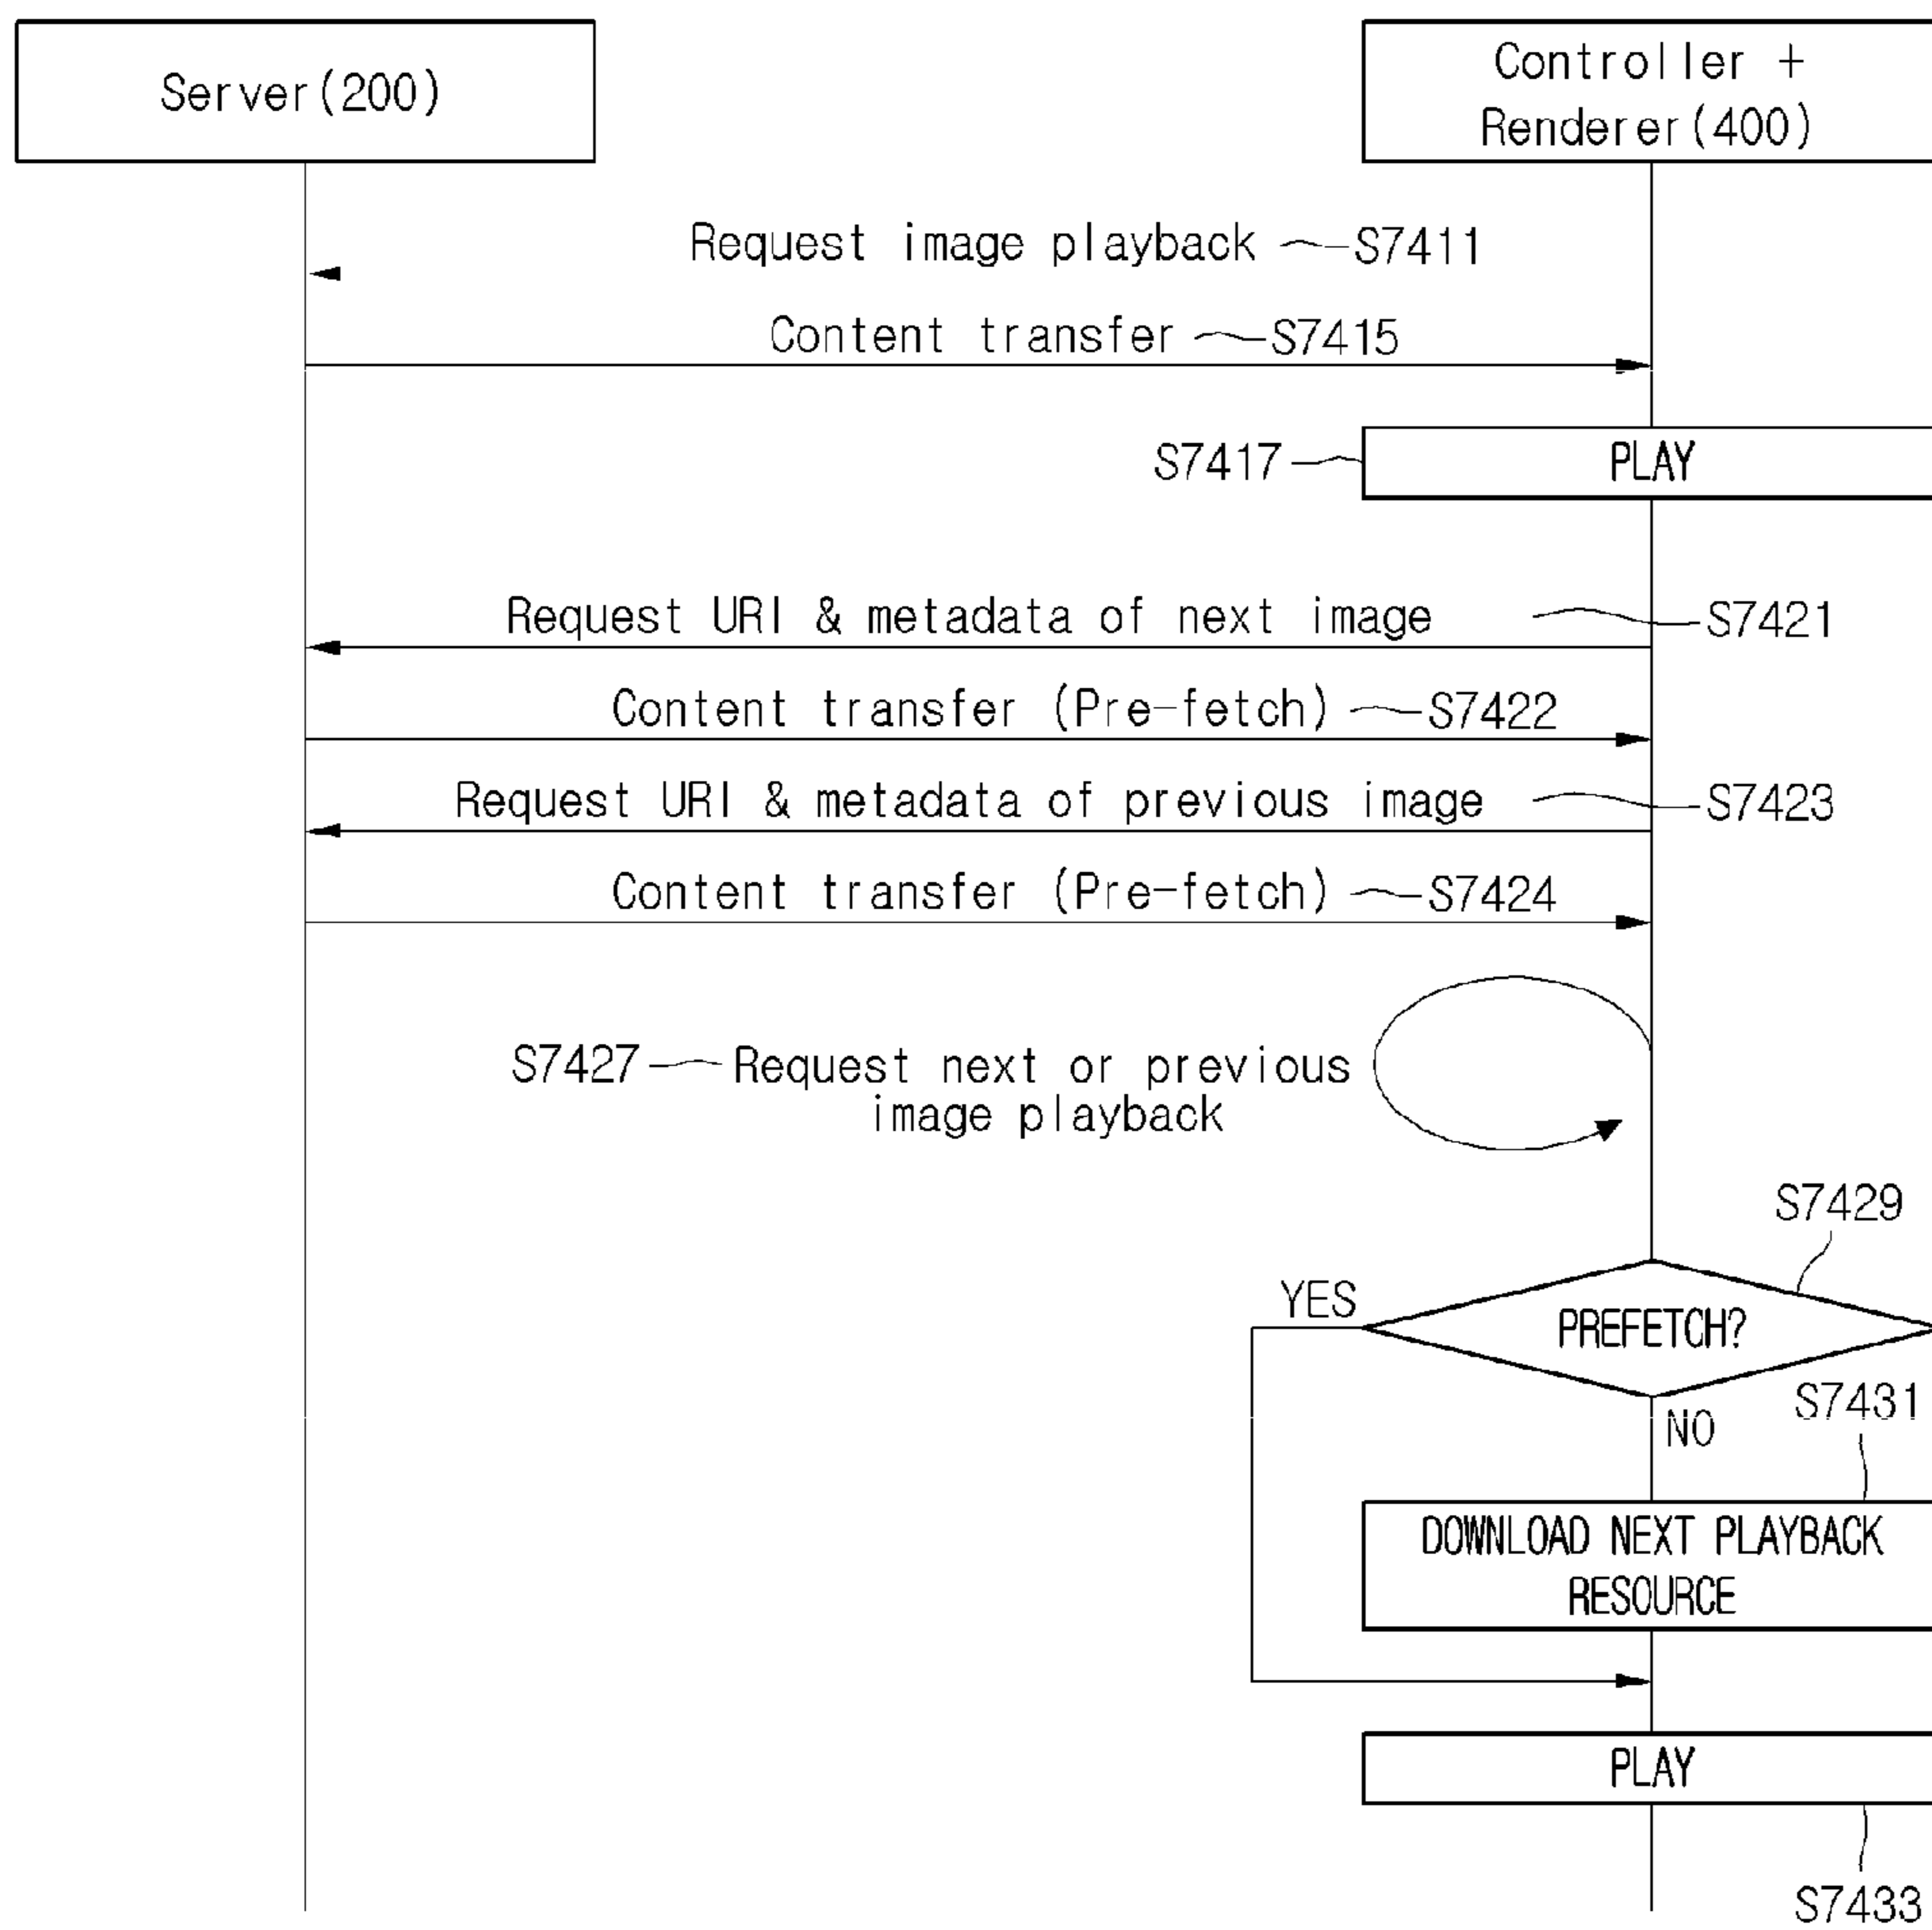 Server(200)
Controller +
Renderer(400)
Request image playback S7411
Content transfer S7415
S7417 PLAY
Request URI & metadata of next image S7421
Content transfer (Pre-fetch) S7422
Request URI & metadata of previous image S7423
Content transfer (Pre-fetch) S7424
S7427 Request next or previous
image playback
S7429
YES
PREFETCH?
S7431
NO
DOWNLOAD NEXT PLAYBACK
RESOURCE
PLAY
S7433